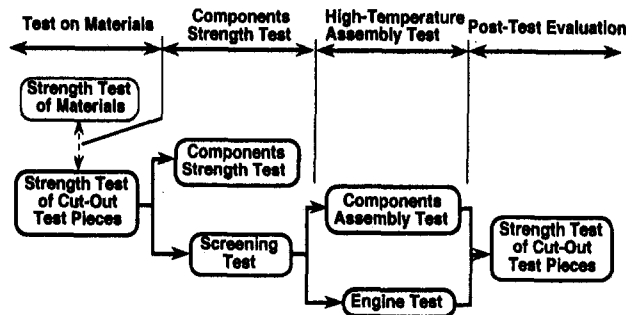 Test on Materials
Components
Strength Test
High-Temperature
Assembly Test
Post-Test Evaluation
Strength Test
of Materials
Strength Test
of Cut-Out
Test Pieces
Components
Strength Test
Screening
Test
Components
Assembly Test
Engine Test
Strength Test
of Cut-Out
Test Pieces